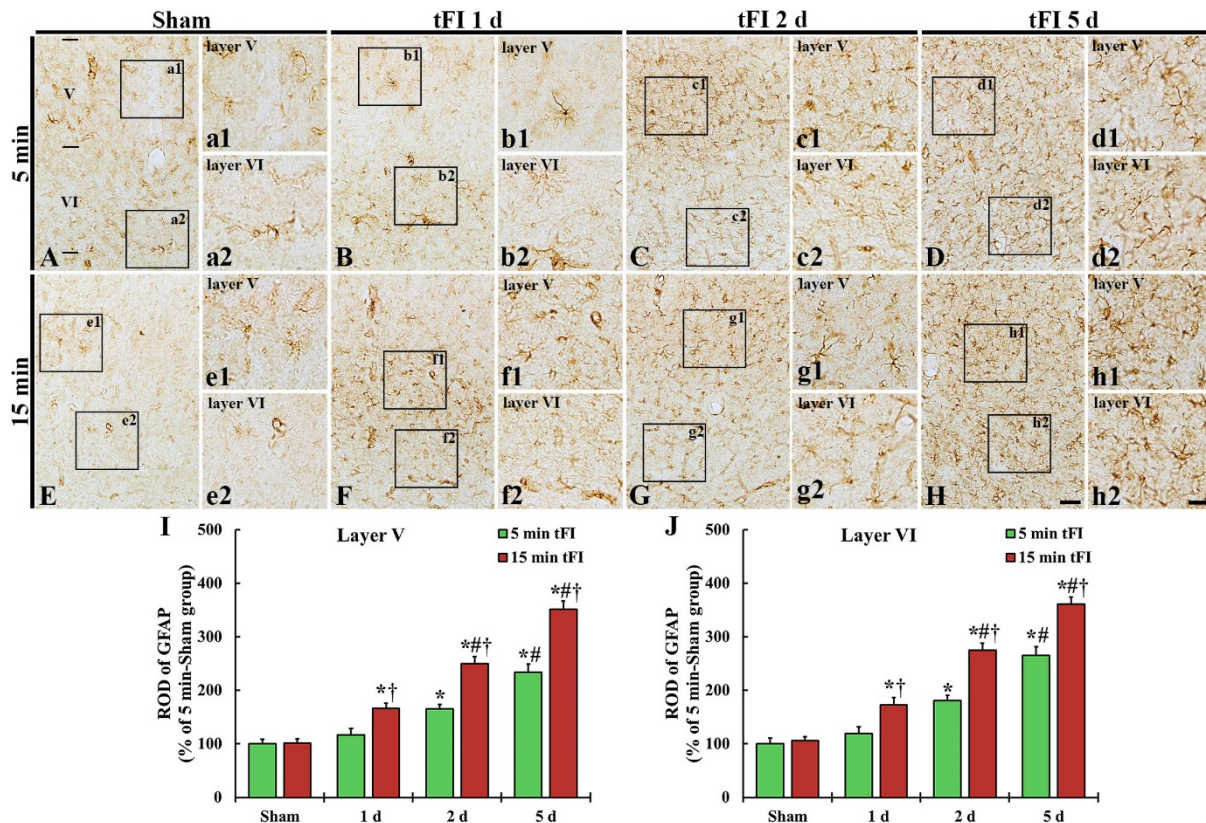 Sham
tFI 1 d
tFI 2 d
tFI 5 d
5 min
V
VI
a1
a2
A
layer V
a1
layer VI
a2
b1
b2
B
layer V
b1
layer VI
b2
c1
c2
C
layer V
c1
layer VI
c2
d1
d2
D
layer V
d1
layer VI
d2
15 min
e1
e2
E
layer V
e1
layer VI
e2
f1
f2
F
layer V
f1
layer VI
f2
g1
g2
G
layer V
g1
layer VI
g2
h1
h2
H
layer V
h1
layer VI
h2
I
Layer V
5 min tFI
15 min tFI
ROD of GFAP
(% of 5 min-Sham group)
500
400
300
200
100
0
*†
*
*#†
*#
*#†
Sham
1 d
2 d
5 d
J
Layer VI
5 min tFI
15 min tFI
ROD of GFAP
(% of 5 min-Sham group)
500
400
300
200
100
0
*†
*
*#†
*#
*#†
Sham
1 d
2 d
5 d